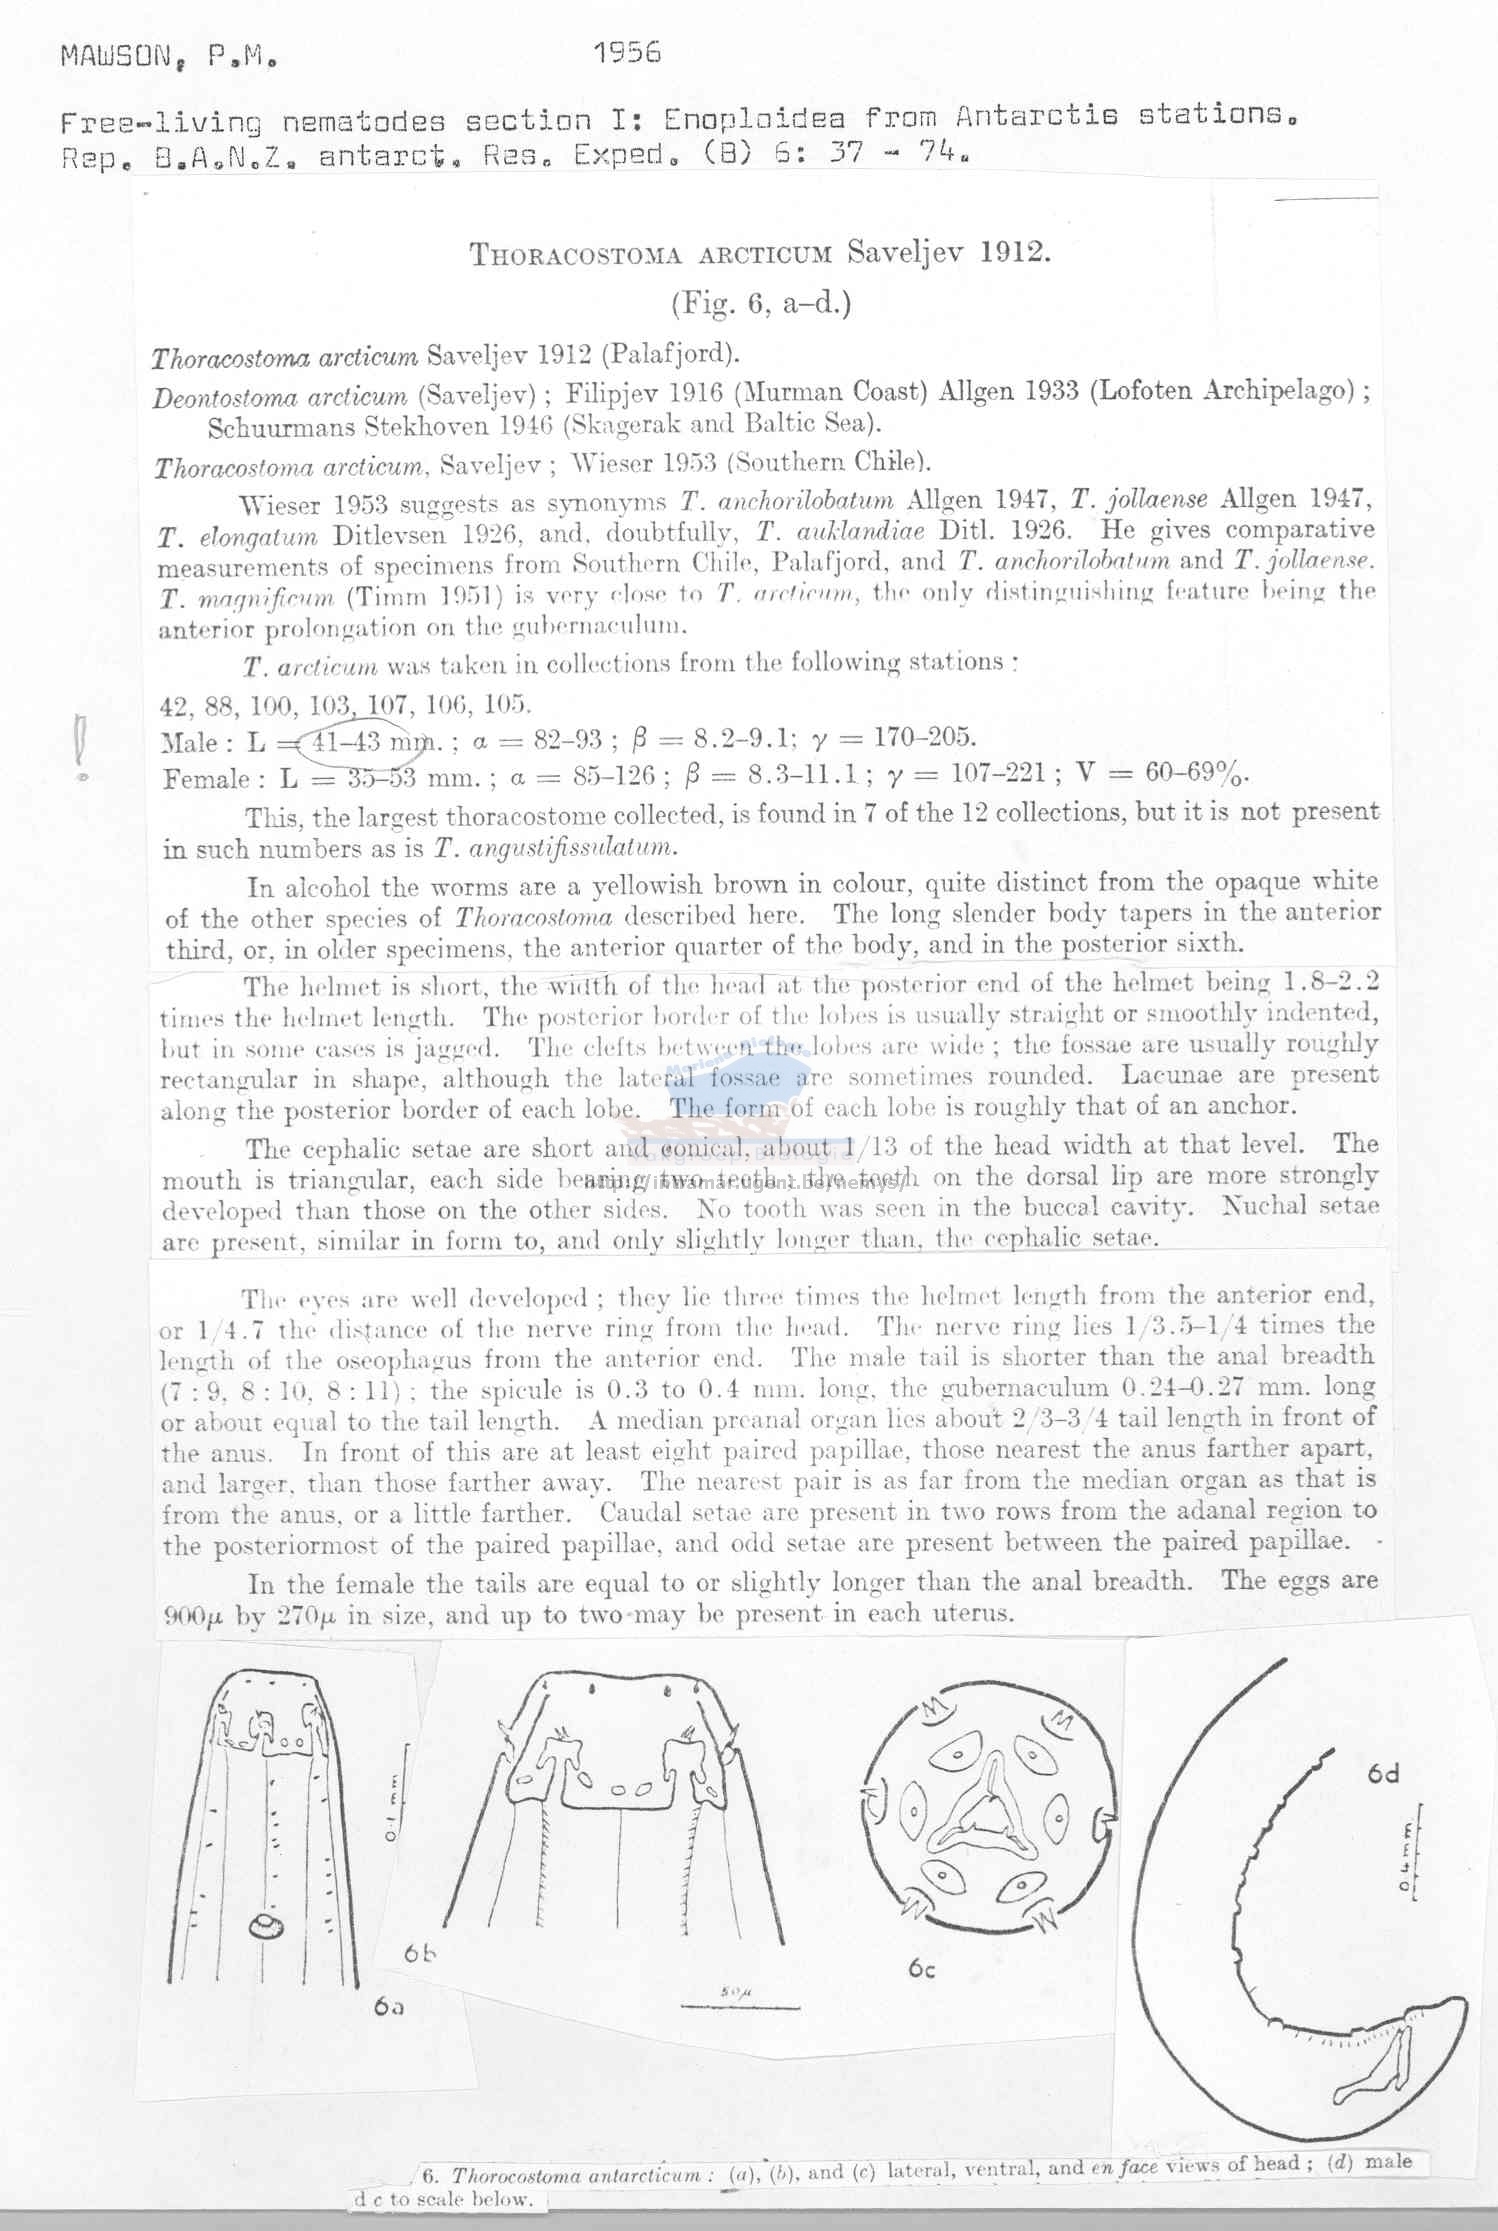 MAWSON, P.M. 1956
Free-living nematodes section I: Enoploidea from Antarctis stations.
Rep. B.A.N.Z. antarct. Res. Exped. (B) 6: 37 - 74.
THORACOSTOMA ARCTICUM Saveljev 1912.
(Fig. 6, a–d.)
Thoracostoma arcticum Saveljev 1912 (Palafjord).
Deontostoma arcticum (Saveljev) ; Filipjev 1916 (Murman Coast) Allgen 1933 (Lofoten Archipelago) ;
Schuurmans Stekhoven 1946 (Skagerak and Baltic Sea).
Thoracostoma arcticum, Saveljev ; Wieser 1953 (Southern Chile).
Wieser 1953 suggests as synonyms T. anchorilobatum Allgen 1947, T. jollaense Allgen 1947,
T. elongatum Ditlevsen 1926, and, doubtfully, T. auklandiae Ditl. 1926. He gives comparative
measurements of specimens from Southern Chile, Palafjord, and T. anchorilobatum and T. jollaense.
T. magnificum (Timm 1951) is very close to T. arcticum, the only distinguishing feature being the
anterior prolongation on the gubernaculum.
T. arcticum was taken in collections from the following stations :
42, 88, 100, 103, 107, 106, 105.
! Male : L = 41–43 mm. ; α = 82–93 ; β = 8.2–9.1; γ = 170–205.
Female : L = 35–53 mm. ; α = 85–126 ; β = 8.3–11.1 ; γ = 107–221 ; V = 60–69%.
This, the largest thoracostome collected, is found in 7 of the 12 collections, but it is not present
in such numbers as is T. angustifissulatum.
In alcohol the worms are a yellowish brown in colour, quite distinct from the opaque white
of the other species of Thoracostoma described here. The long slender body tapers in the anterior
third, or, in older specimens, the anterior quarter of the body, and in the posterior sixth.
The helmet is short, the width of the head at the posterior end of the helmet being 1.8–2.2
times the helmet length. The posterior border of the lobes is usually straight or smoothly indented,
but in some cases is jagged. The clefts between the lobes are wide ; the fossae are usually roughly
rectangular in shape, although the lateral fossae are sometimes rounded. Lacunae are present
along the posterior border of each lobe. The form of each lobe is roughly that of an anchor.
The cephalic setae are short and conical, about 1/13 of the head width at that level. The
mouth is triangular, each side bearing two teeth ; the teeth on the dorsal lip are more strongly
developed than those on the other sides. No tooth was seen in the buccal cavity. Nuchal setae
are present, similar in form to, and only slightly longer than, the cephalic setae.
The eyes are well developed ; they lie three times the helmet length from the anterior end,
or 1/4.7 the distance of the nerve ring from the head. The nerve ring lies 1/3.5–1/4 times the
length of the oseophagus from the anterior end. The male tail is shorter than the anal breadth
(7 : 9, 8 : 10, 8 : 11) ; the spicule is 0.3 to 0.4 mm. long, the gubernaculum 0.24–0.27 mm. long
or about equal to the tail length. A median preanal organ lies about 2/3–3/4 tail length in front of
the anus. In front of this are at least eight paired papillae, those nearest the anus farther apart,
and larger, than those farther away. The nearest pair is as far from the median organ as that is
from the anus, or a little farther. Caudal setae are present in two rows from the adanal region to
the posteriormost of the paired papillae, and odd setae are present between the paired papillae.
In the female the tails are equal to or slightly longer than the anal breadth. The eggs are
900μ by 270μ in size, and up to two may be present in each uterus.
0.1 mm
6a
6b
50μ
6c
6d
0.4 mm.
6. Thorocostoma antarcticum : (a), (b), and (c) lateral, ventral, and en face views of head ; (d) male
d c to scale below.